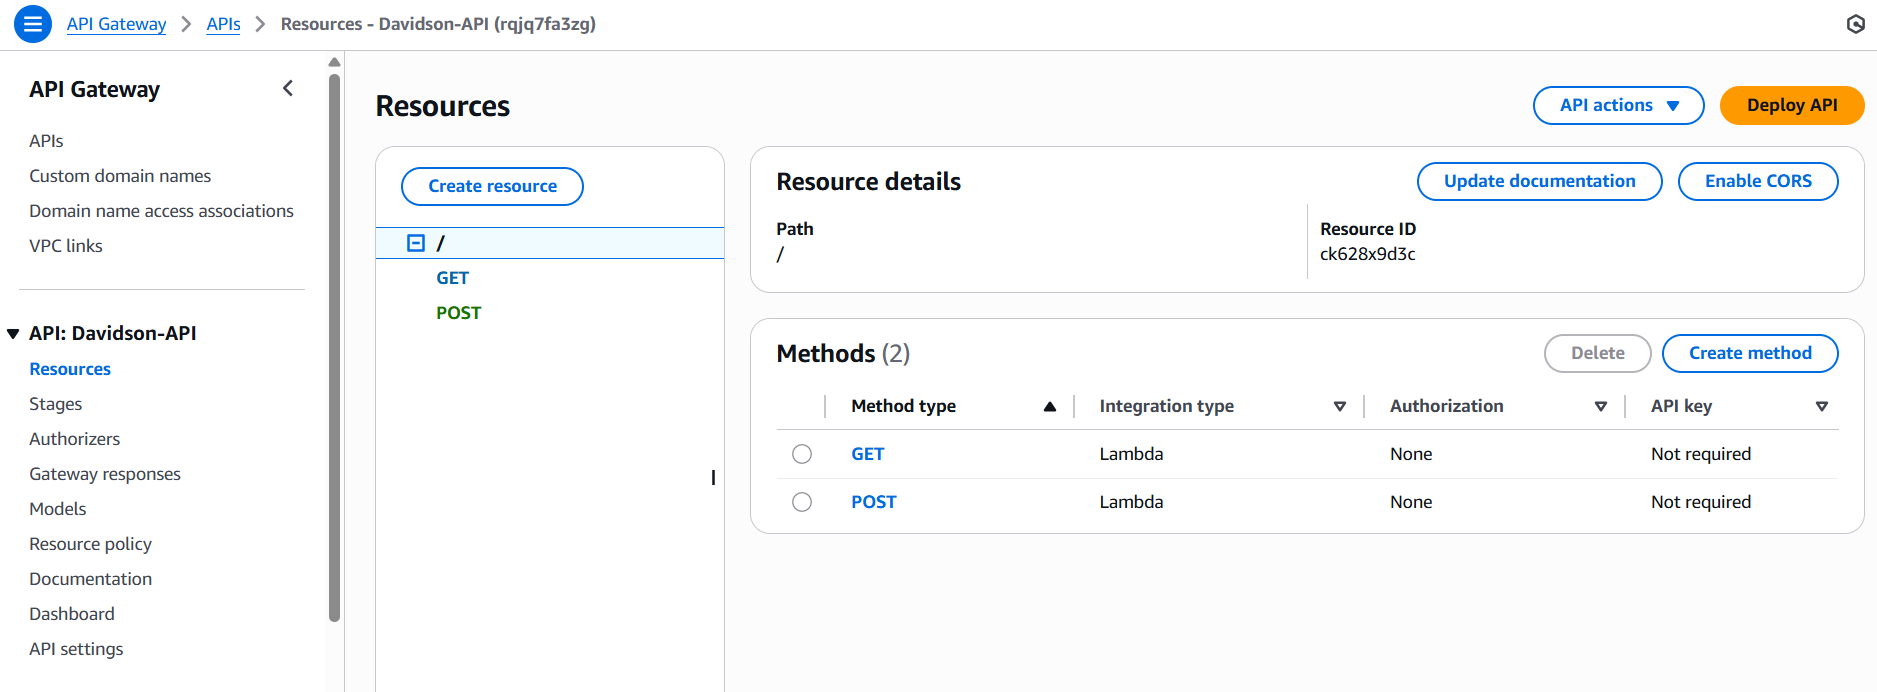 API Gateway > APIs > Resources - Davidson-API (rqjq7fa3zg)
API Gateway
APIs
Custom domain names
Domain name access associations
VPC links
API: Davidson-API
Resources
Stages
Authorizers
Gateway responses
Models
Resource policy
Documentation
Dashboard
API settings
Resources
API actions
Deploy API
Create resource
/
GET
POST
Resource details
Update documentation
Enable CORS
Path
/
Resource ID
ck628x9d3c
Methods (2)
Delete
Create method
Method type Integration type Authorization API key
GET Lambda None Not required
POST Lambda None Not required